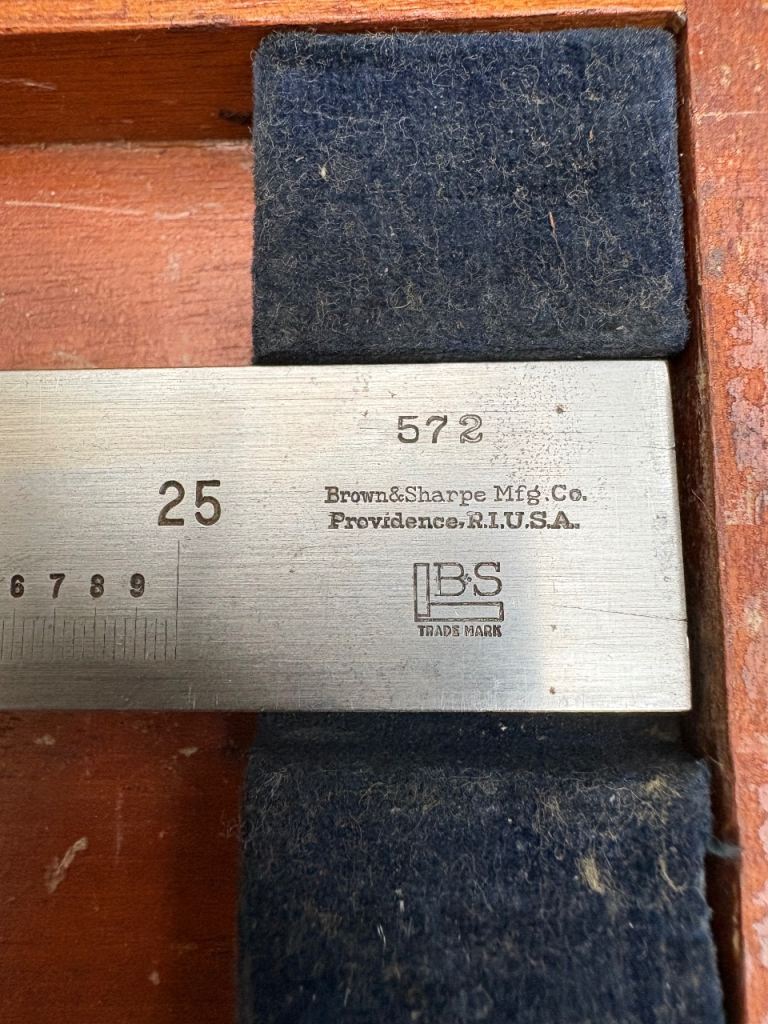 572
25
Brown&Sharpe Mfg.Co.
Providence.R.I.U.S.A.
6 7 8 9
B&S
TRADE MARK